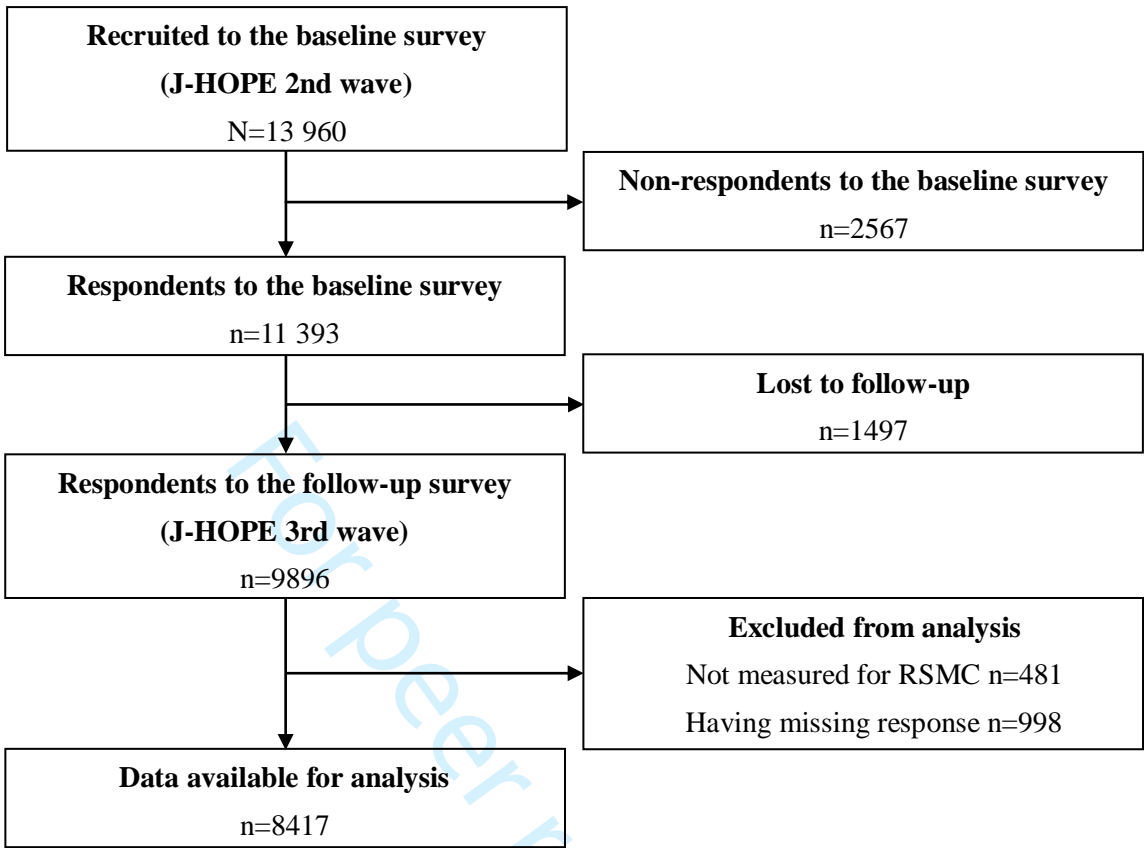 Recruited to the baseline survey
(J-HOPE 2nd wave)
N=13 960
Non-respondents to the baseline survey
n=2567
Respondents to the baseline survey
n=11 393
Lost to follow-up
n=1497
Respondents to the follow-up survey
(J-HOPE 3rd wave)
n=9896
Excluded from analysis
Not measured for RSMC n=481
Having missing response n=998
Data available for analysis
n=8417
For peer r